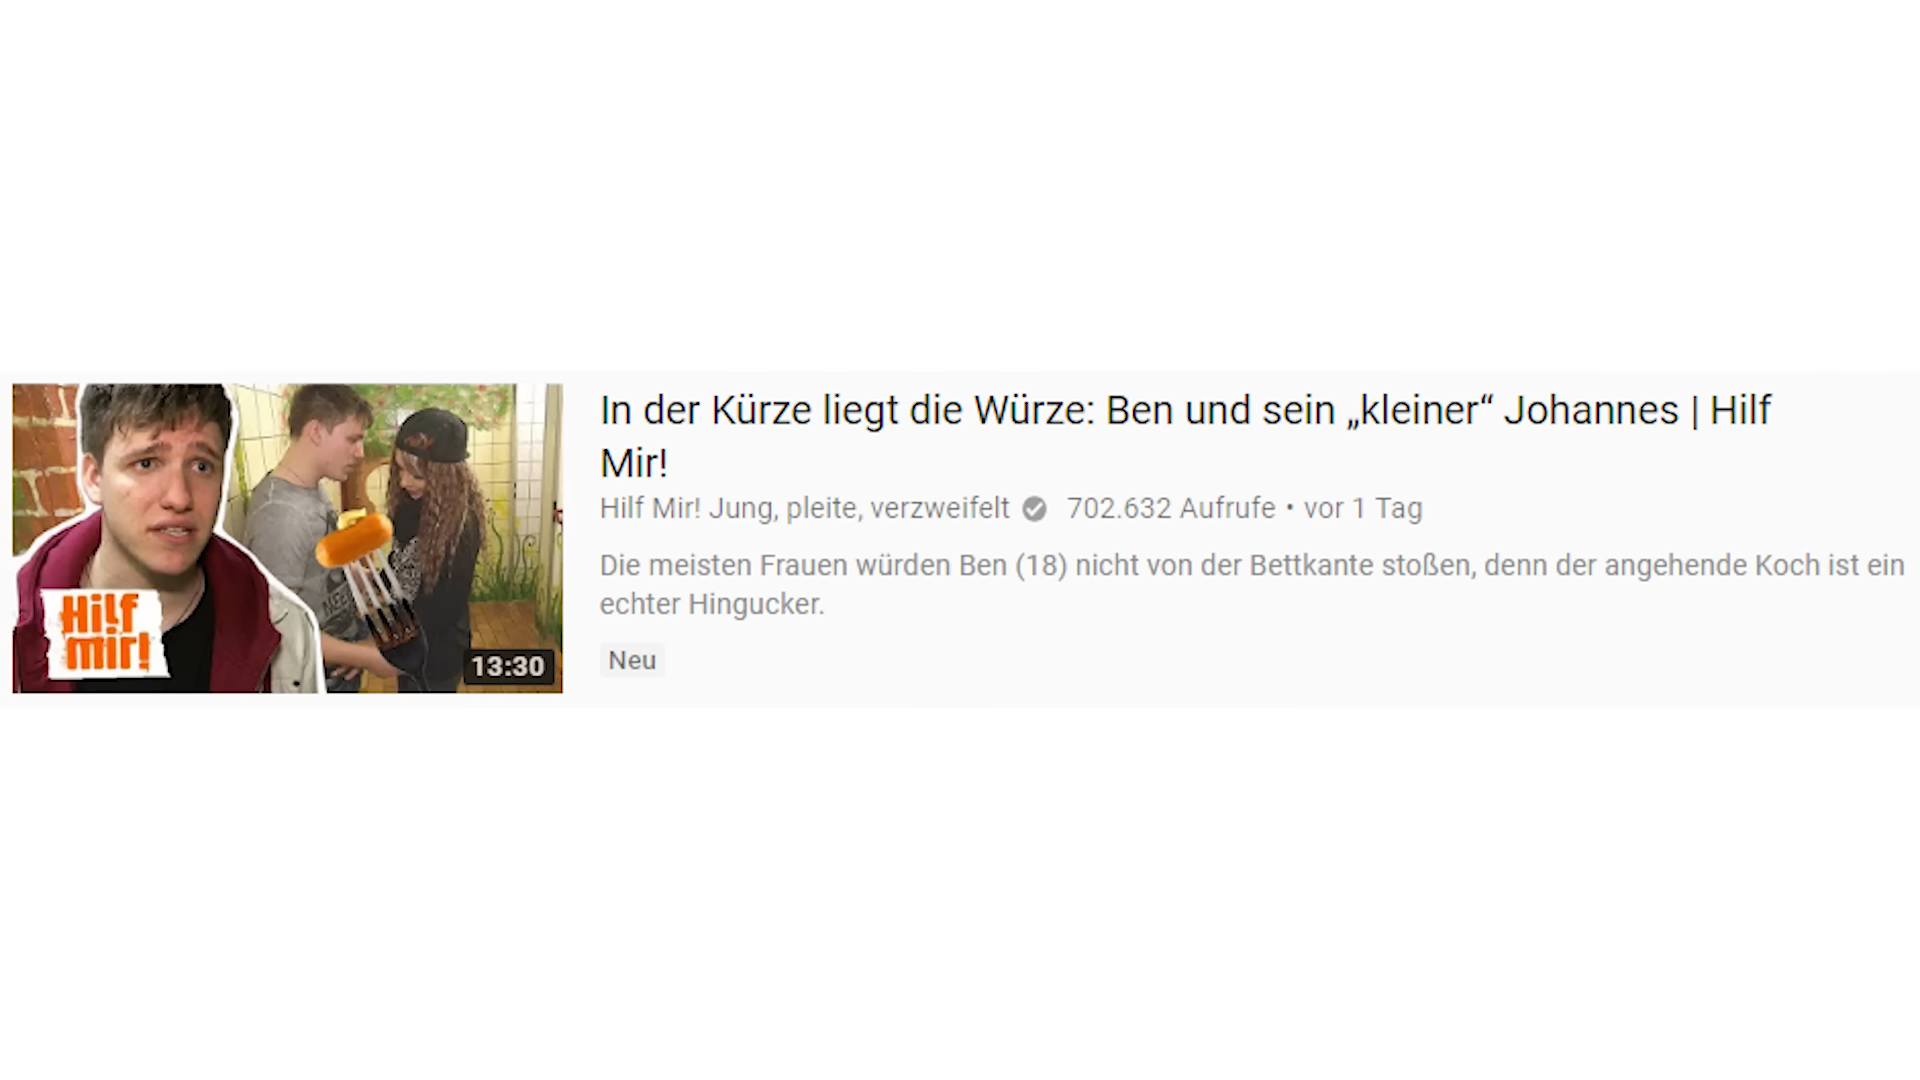 In der Kürze liegt die Würze: Ben und sein „kleiner“ Johannes | Hilf
Mir!
Hilf Mir! Jung, pleite, verzweifelt 702.632 Aufrufe • vor 1 Tag
Die meisten Frauen würden Ben (18) nicht von der Bettkante stoßen, denn der angehende Koch ist ein
echter Hingucker.
Neu
Hilf
mir!
13:30